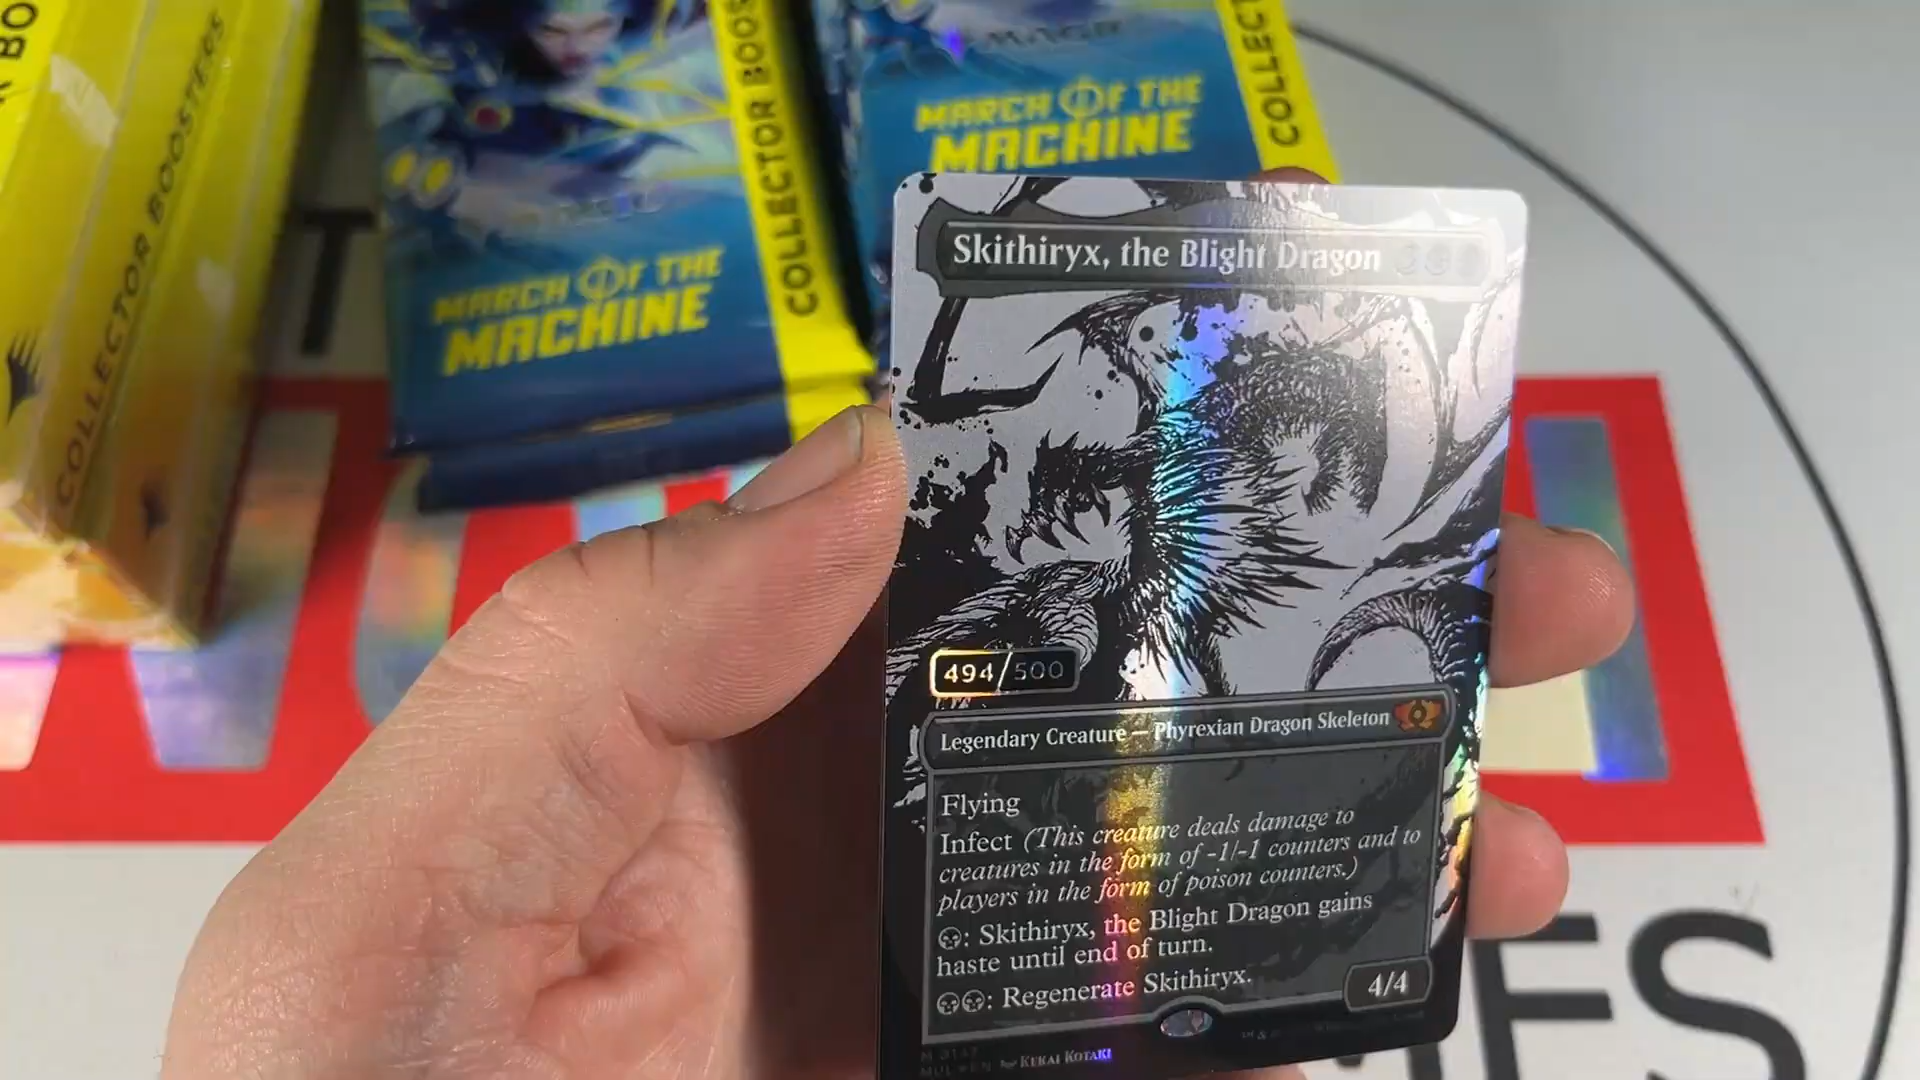 COLLECTOR BOOSTERS
MARCH OF THE
MACHINE
COLLECTOR BOOS
MARCH OF THE
MACHINE
COLLECT
Skithiryx, the Blight Dragon
494/500
Legendary Creature — Phyrexian Dragon Skeleton
Flying
Infect (This creature deals damage to
creatures in the form of -1/-1 counters and to
players in the form of poison counters.)
: Skithiryx, the Blight Dragon gains
haste until end of turn.
: Regenerate Skithiryx.
4/4
MUL • EN KEKAI KOTAKI